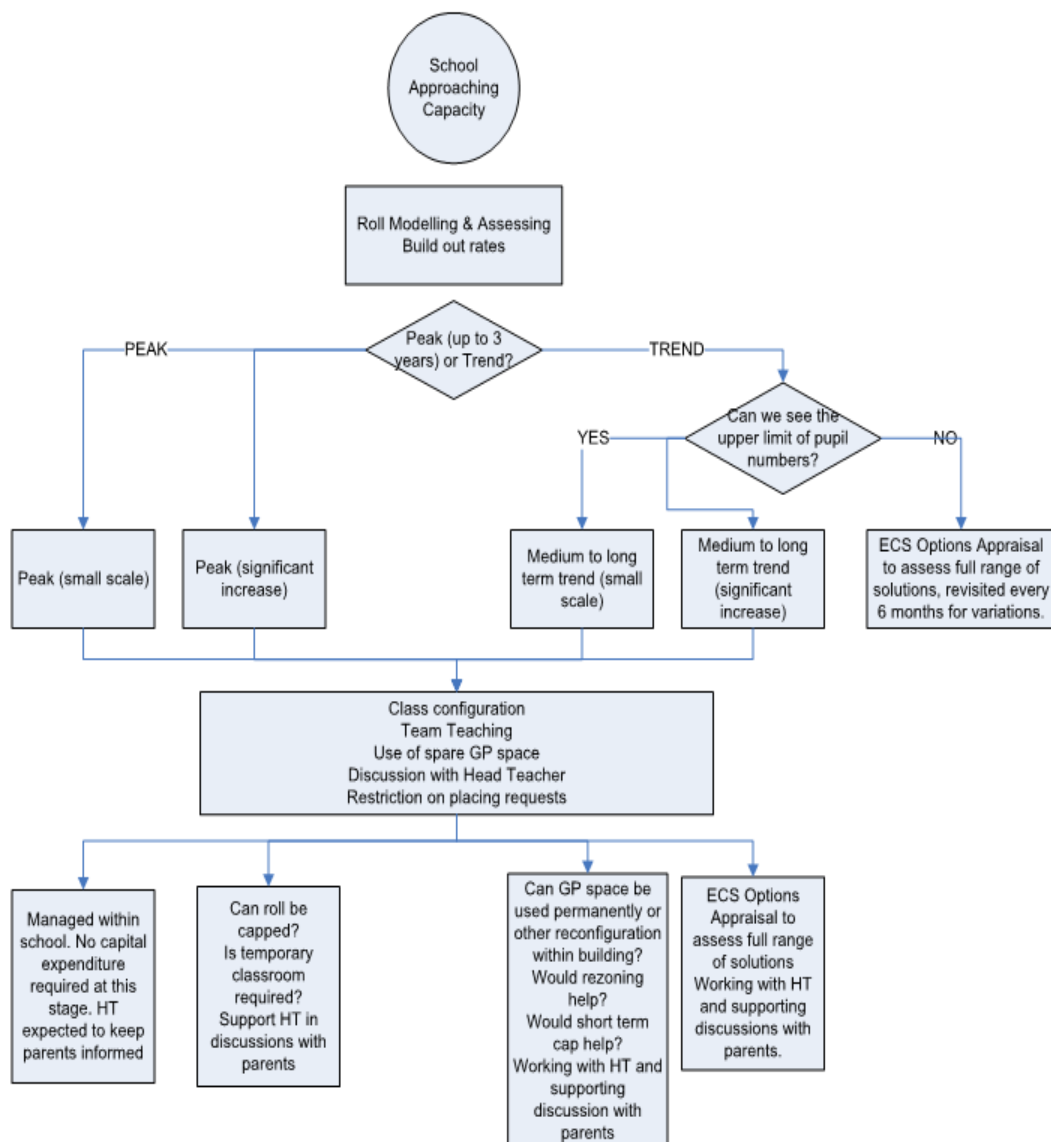 School
Approaching
Capacity
Roll Modelling & Assessing
Build out rates
Peak (up to 3
years) or Trend?
PEAK
TREND
Can we see the
upper limit of pupil
numbers?
YES
NO
Peak (small scale)
Peak (significant
increase)
Medium to long
term trend (small
scale)
Medium to long
term trend
(significant
increase)
ECS Options Appraisal
to assess full range of
solutions, revisited every
6 months for variations.
Class configuration
Team Teaching
Use of spare GP space
Discussion with Head Teacher
Restriction on placing requests
Managed within
school. No capital
expenditure
required at this
stage. HT
expected to keep
parents informed
Can roll be
capped?
Is temporary
classroom
required?
Support HT in
discussions with
parents
Can GP space be
used permanently or
other reconfiguration
within building?
Would rezoning
help?
Would short term
cap help?
Working with HT and
supporting
discussion with
parents
ECS Options
Appraisal to
assess full range
of solutions
Working with HT
and supporting
discussions with
parents.